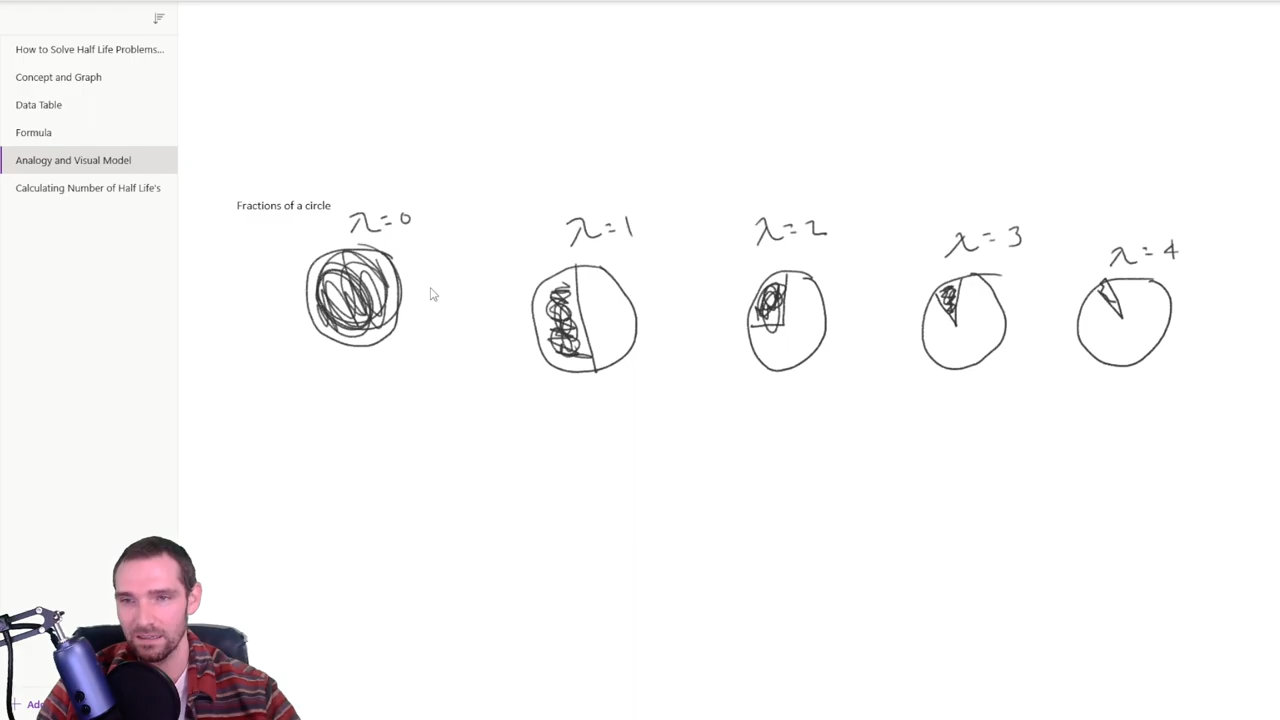 How to Solve Half Life Problems...
Concept and Graph
Data Table
Formula
Analogy and Visual Model
Calculating Number of Half Life's
Fractions of a circle
λ=0
λ=1
λ=2
λ=3
λ=4
+ Ad